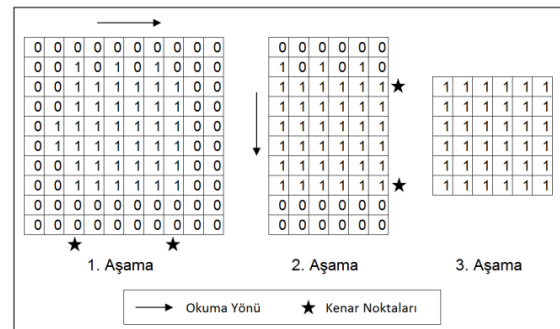 0 0 0 0 0 0 0 0 0 0 0 0 0 0 0 0
0 0 1 0 1 0 1 0 0 0 1 0 1 0 1 0
0 0 1 1 1 1 1 1 0 0 1 1 1 1 1 1 1 1 1 1 1 1
0 0 1 1 1 1 1 1 0 0 1 1 1 1 1 1 1 1 1 1 1 1
0 1 1 1 1 1 1 1 0 0 1 1 1 1 1 1 1 1 1 1 1 1
0 1 1 1 1 1 1 1 0 0 1 1 1 1 1 1 1 1 1 1 1 1
0 0 1 1 1 1 1 1 0 0 1 1 1 1 1 1 1 1 1 1 1 1
0 0 1 1 1 1 1 1 0 0 1 1 1 1 1 1 1 1 1 1 1 1
0 0 0 0 0 0 0 0 0 0 0 0 0 0 0 0
0 0 0 0 0 0 0 0 0 0 0 0 0 0 0 0
1. Aşama 2. Aşama 3. Aşama
Okuma Yönü Kenar Noktaları